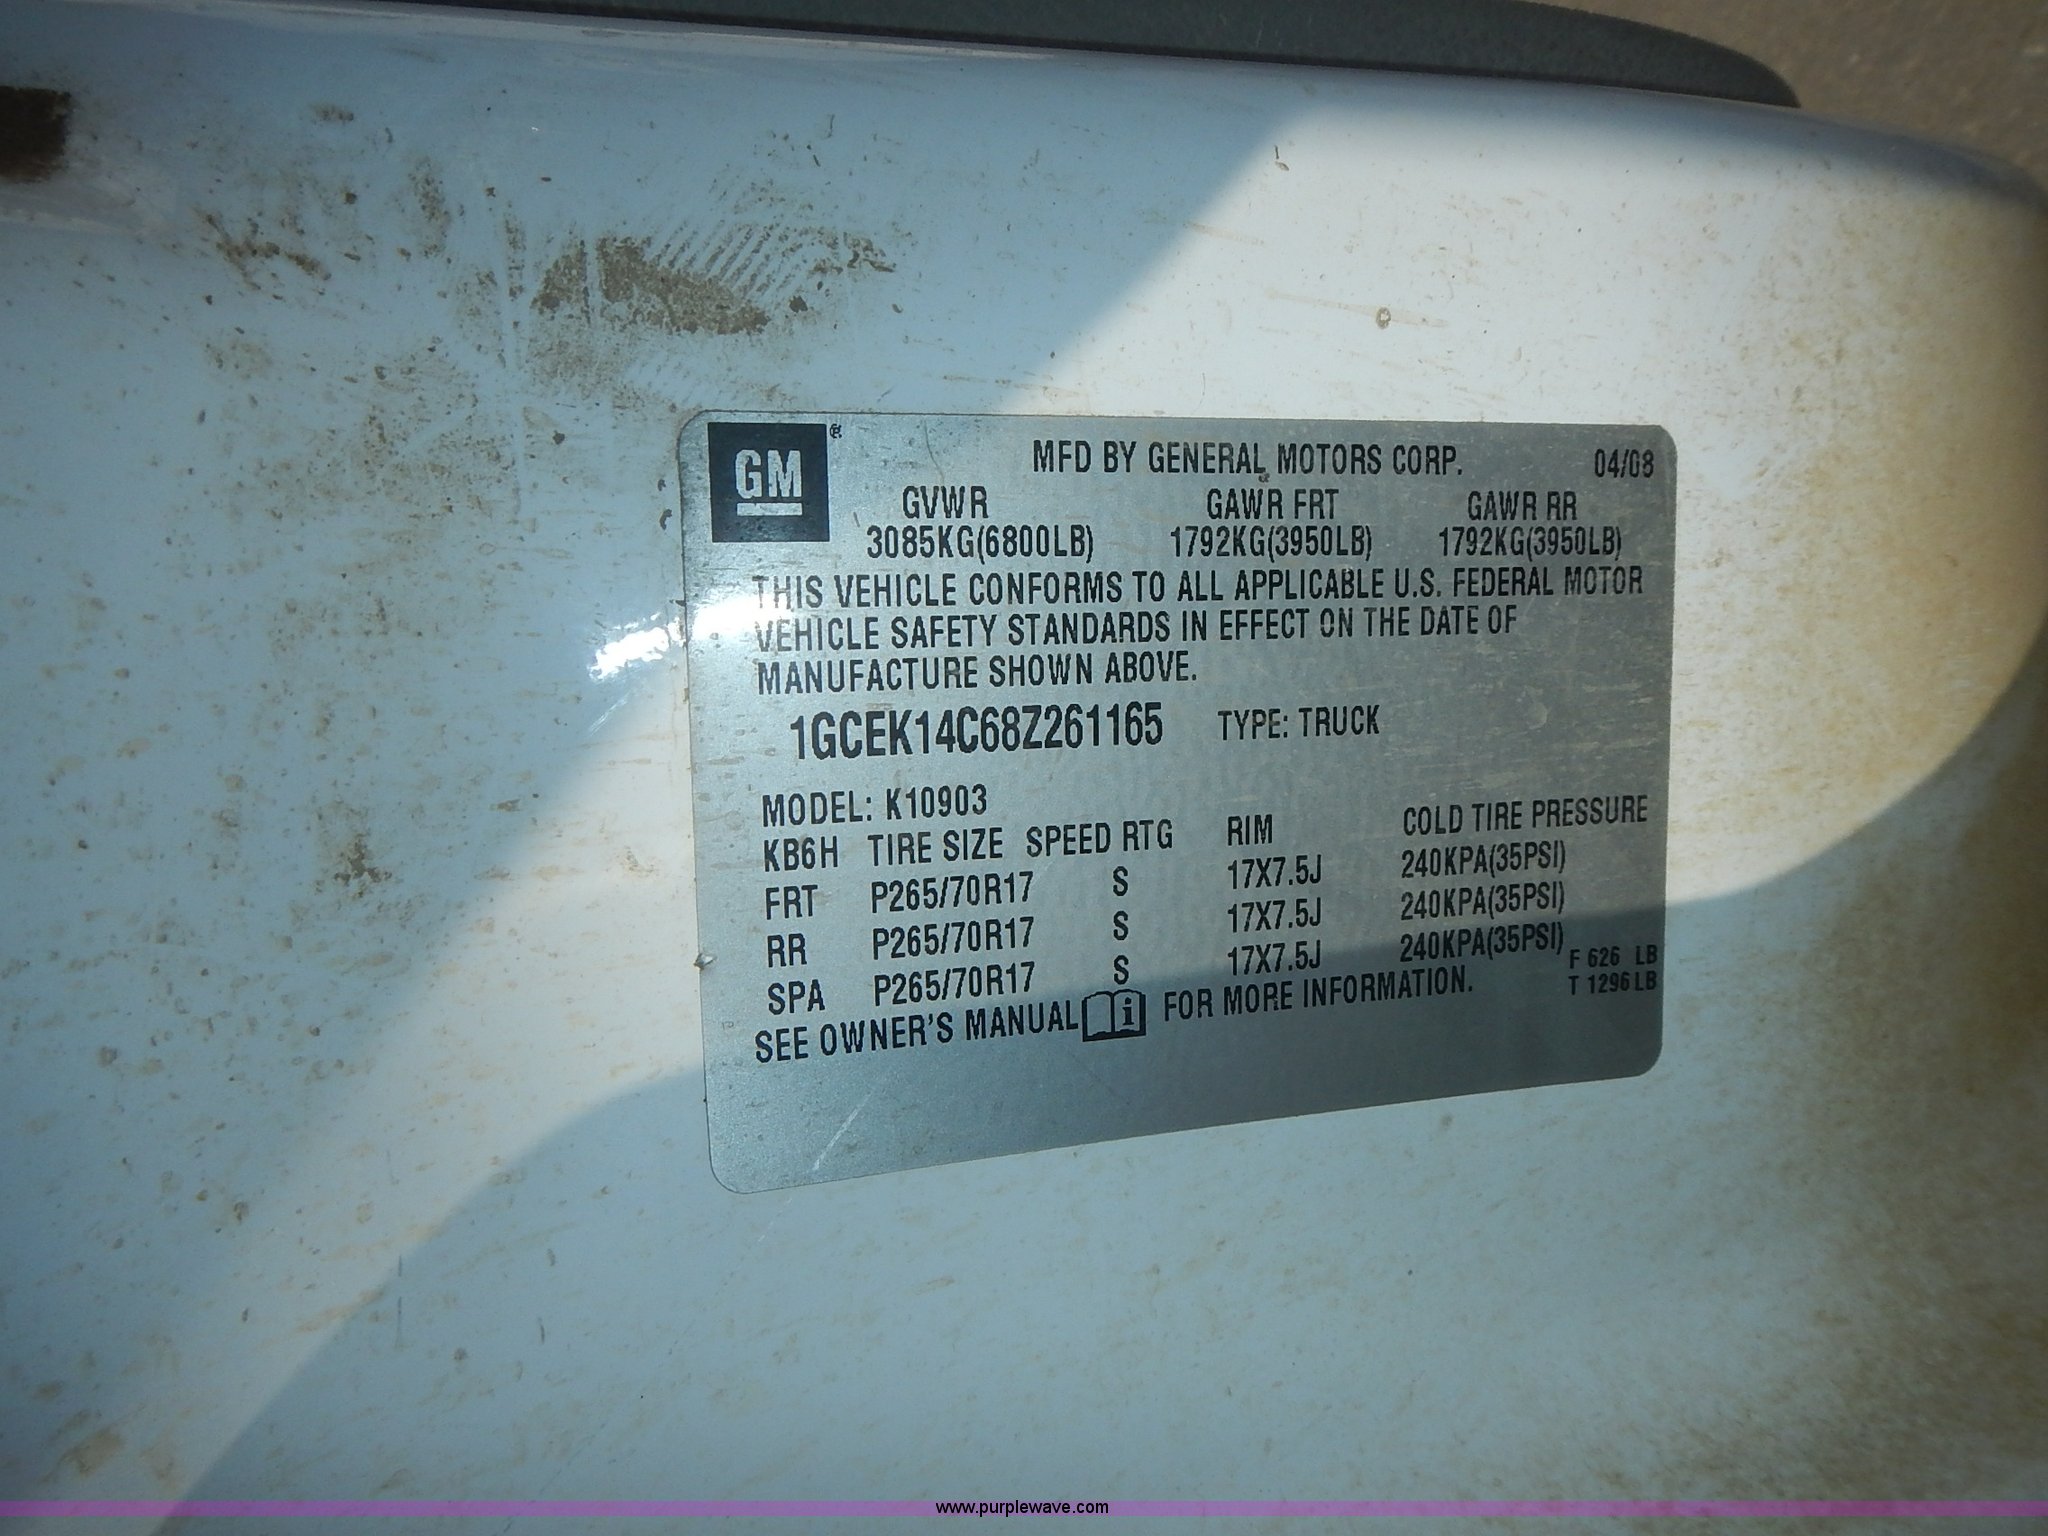 GM
MFD BY GENERAL MOTORS CORP. 04/08
GVWR GAWR FRT GAWR RR
3085KG(6800LB) 1792KG(3950LB) 1792KG(3950LB)
THIS VEHICLE CONFORMS TO ALL APPLICABLE U.S. FEDERAL MOTOR
VEHICLE SAFETY STANDARDS IN EFFECT ON THE DATE OF
MANUFACTURE SHOWN ABOVE.
1GCEK14C68Z261165 TYPE: TRUCK
MODEL: K10903
KB6H TIRE SIZE SPEED RTG RIM COLD TIRE PRESSURE
FRT P265/70R17 S 17X7.5J 240KPA(35PSI)
RR P265/70R17 S 17X7.5J 240KPA(35PSI)
SPA P265/70R17 S 17X7.5J 240KPA(35PSI) F 626 LB
SEE OWNER'S MANUAL i FOR MORE INFORMATION. T 1296 LB
www.purplewave.com